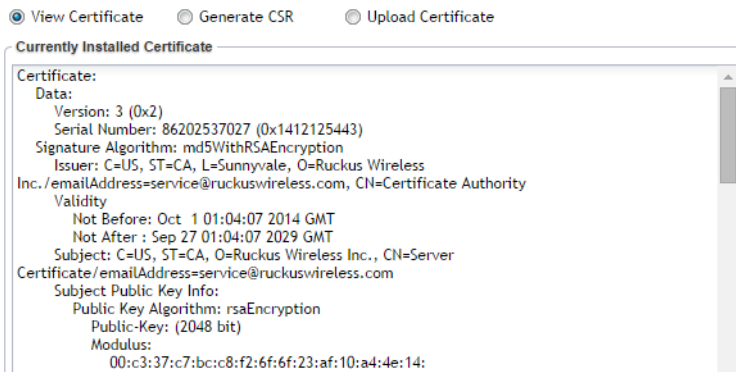 View Certificate Generate CSR Upload Certificate
Currently Installed Certificate
Certificate:
Data:
Version: 3 (0x2)
Serial Number: 86202537027 (0x1412125443)
Signature Algorithm: md5WithRSAEncryption
Issuer: C=US, ST=CA, L=Sunnyvale, O=Ruckus Wireless
Inc./emailAddress=service@ruckuswireless.com, CN=Certificate Authority
Validity
Not Before: Oct 1 01:04:07 2014 GMT
Not After : Sep 27 01:04:07 2029 GMT
Subject: C=US, ST=CA, O=Ruckus Wireless Inc., CN=Server
Certificate/emailAddress=service@ruckuswireless.com
Subject Public Key Info:
Public Key Algorithm: rsaEncryption
Public-Key: (2048 bit)
Modulus:
00:c3:37:c7:bc:c8:f2:6f:6f:23:af:10:a4:4e:14: